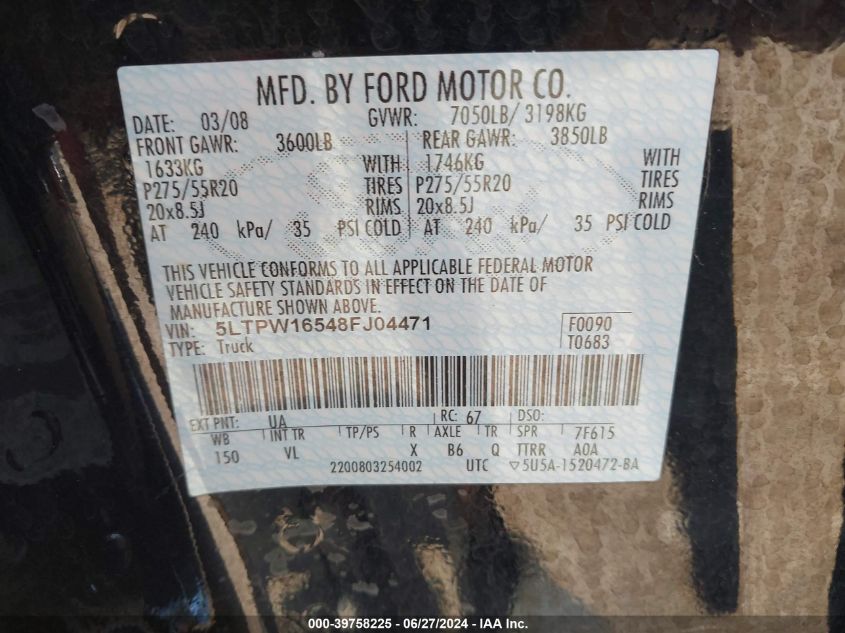 MFD. BY FORD MOTOR CO.
DATE: 03/08 GVWR: 7050LB/ 3198KG
FRONT GAWR: 3600LB REAR GAWR: 3850LB
1633KG WITH 1746KG WITH
P275/55R20 TIRES P275/55R20 TIRES
20x8.5J RIMS 20x8.5J RIMS
AT 240 kPa/ 35 PSI COLD AT 240 kPa/ 35 PSI COLD
THIS VEHICLE CONFORMS TO ALL APPLICABLE FEDERAL MOTOR
VEHICLE SAFETY STANDARDS IN EFFECT ON THE DATE OF
MANUFACTURE SHOWN ABOVE.
VIN: 5LTPW16548FJ04471 F0090
TYPE: Truck T0683
EXT PNT: UA RC: 67 DSO:
WB INT TR TP/PS R AXLE TR SPR 7F615
150 VL X B6 Q TTRR A0A
2200803254002 UTC ▽5U5A-1520472-BA
000-39758225 - 06/27/2024 - IAA Inc.